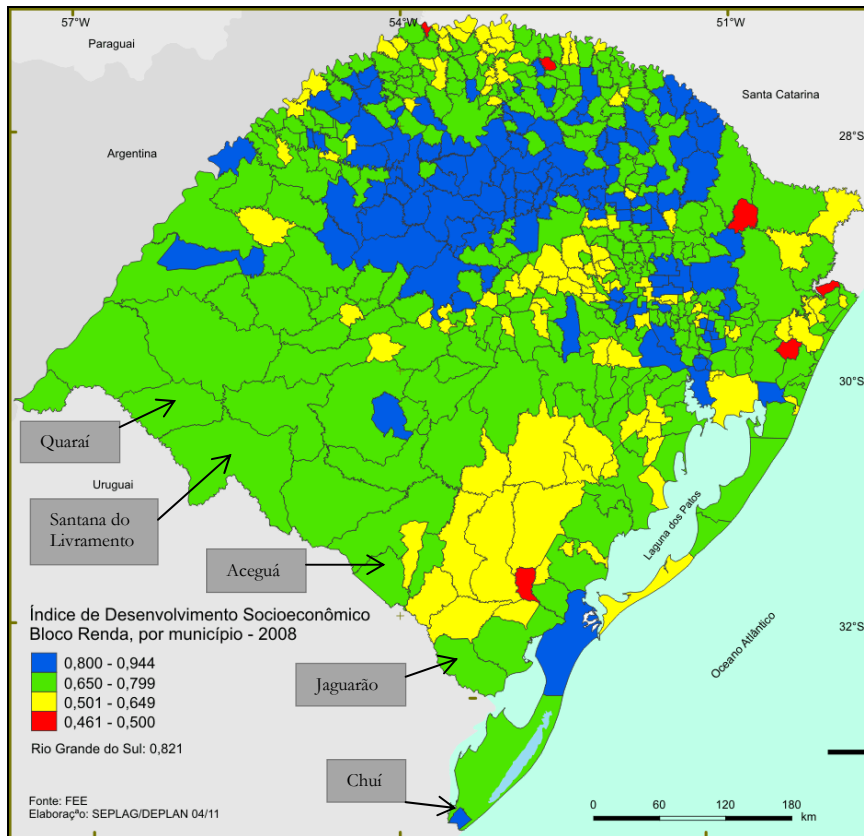 57°W
54°W
51°W
Paraguai
Santa Catarina
28°S
Argentina
30°S
Quaraí
Uruguai
Santana do
Livramento
Laguna dos Patos
Aceguá
Índice de Desenvolvimento Socioeconômico
Bloco Renda, por município - 2008
32°S
0,800 - 0,944
0,650 - 0,799
0,501 - 0,649
0,461 - 0,500
Oceano Atlântico
Jaguarão
Rio Grande do Sul: 0,821
Chuí
Fonte: FEE
Elaboraçºo: SEPLAG/DEPLAN 04/11
0 60 120 180
km